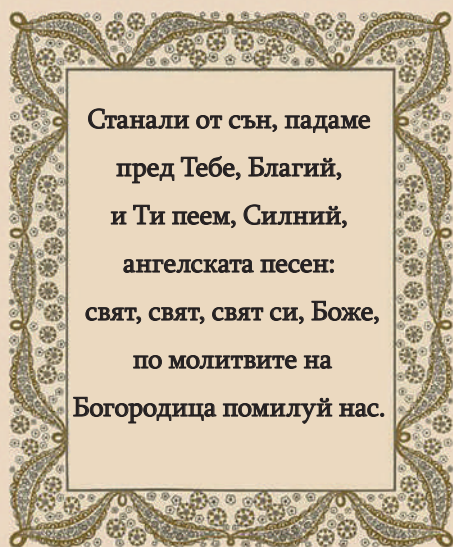 Станали от сън, падаме
пред Тебе, Благий,
и Ти пеем, Силний,
ангелската песен:
свят, свят, свят си, Боже,
по молитвите на
Богородица помилуй нас.